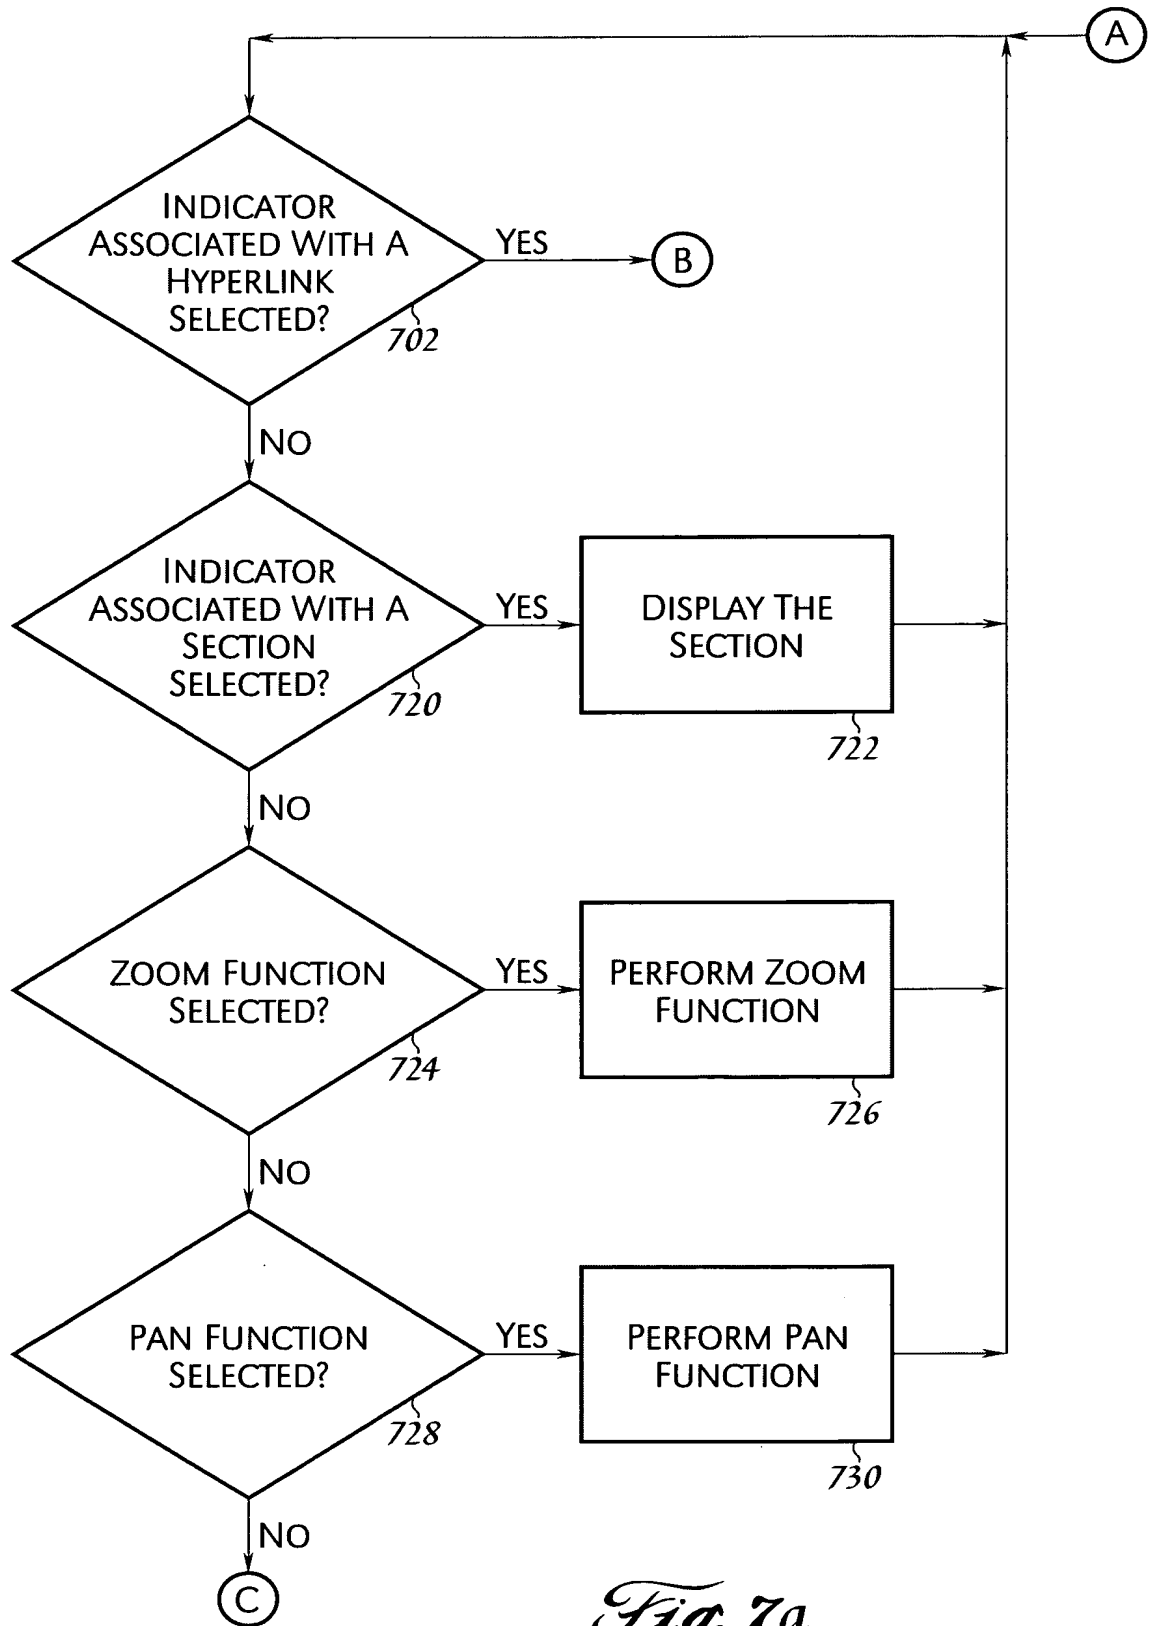 A
INDICATOR
ASSOCIATED WITH A
HYPERLINK
SELECTED?
702
YES
B
NO
INDICATOR
ASSOCIATED WITH A
SECTION
SELECTED?
720
YES
DISPLAY THE
SECTION
722
NO
ZOOM FUNCTION
SELECTED?
724
YES
PERFORM ZOOM
FUNCTION
726
NO
PAN FUNCTION
SELECTED?
728
YES
PERFORM PAN
FUNCTION
730
NO
C
Fig. 7a